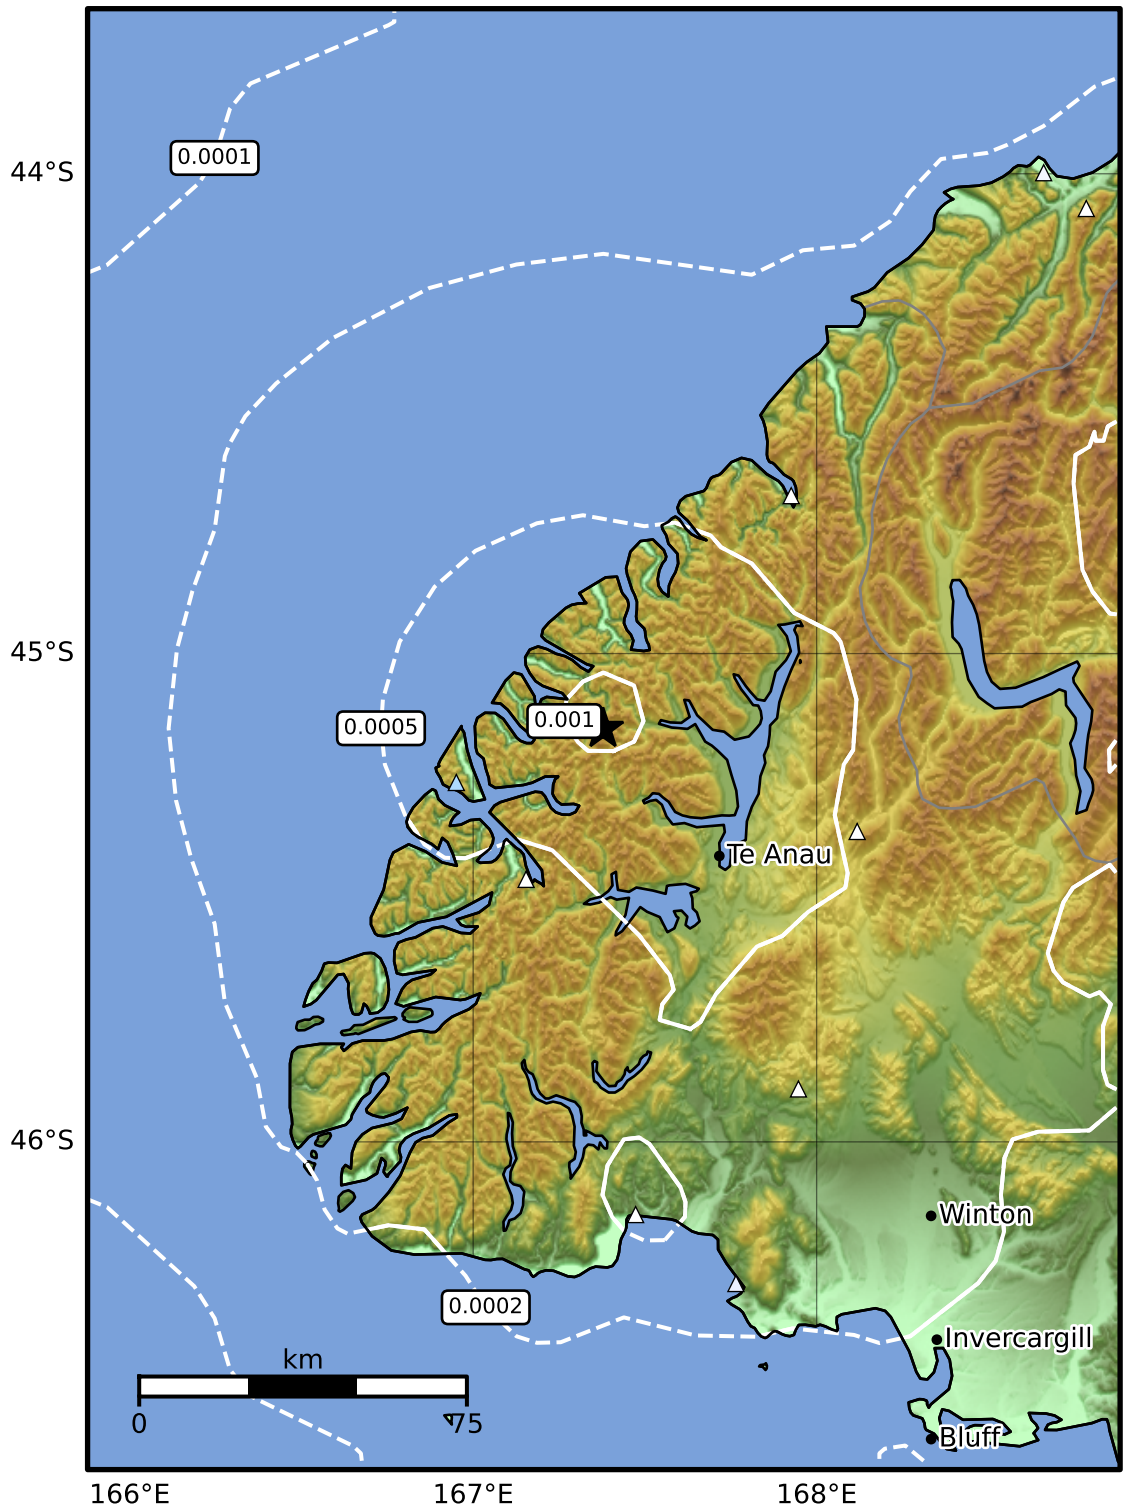 0.0001
44°S
45°S
0.001
0.0005
Te Anau
46°S
Winton
0.0002
Invercargill
km
0 75
Bluff
166°E 167°E 168°E